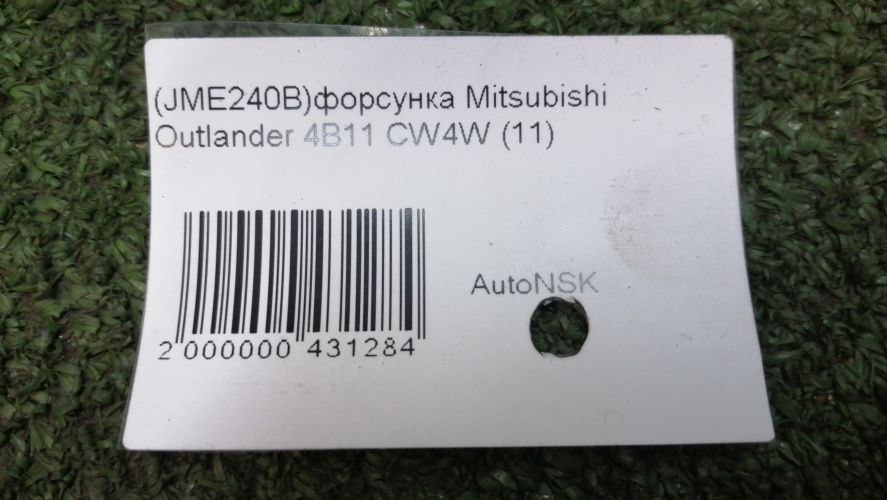 (JME240B)форсунка Mitsubishi
Outlander 4B11 CW4W (11)
AutoNSK
2 000000 431284